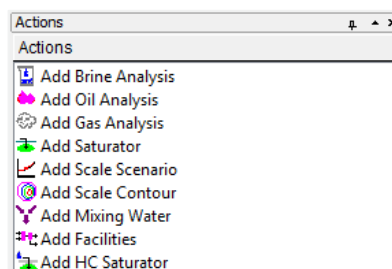 Actions
Actions
Add Brine Analysis
Add Oil Analysis
Add Gas Analysis
Add Saturator
Add Scale Scenario
Add Scale Contour
Add Mixing Water
Add Facilities
Add HC Saturator